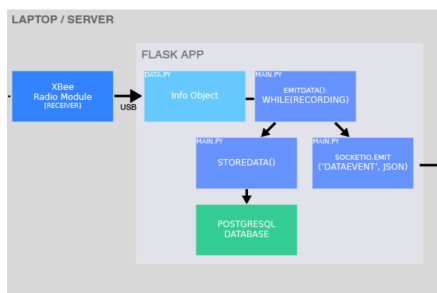 LAPTOP / SERVER
FLASK APP
XBee
Radio Module
[RECEIVER]
USB
DATA.PY
Info Object
MAIN.PY
EMITDATA():
WHILE(RECORDING)
MAIN.PY
STOREDATA()
MAIN.PY
SOCKETIO.EMIT
('DATAEVENT', JSON)
POSTGRESQL
DATABASE